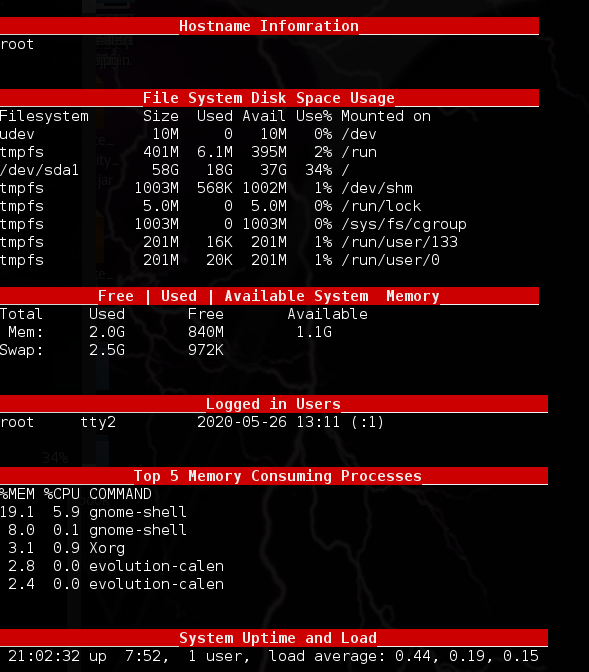 Hostname Infomration
root
File System Disk Space Usage
Filesystem      Size  Used Avail Use% Mounted on
udev             10M     0   10M   0% /dev
tmpfs           401M  6.1M  395M   2% /run
/dev/sda1        58G   18G   37G  34% /
tmpfs          1003M  568K 1002M   1% /dev/shm
tmpfs           5.0M     0  5.0M   0% /run/lock
tmpfs          1003M     0 1003M   0% /sys/fs/cgroup
tmpfs           201M   16K  201M   1% /run/user/133
tmpfs           201M   20K  201M   1% /run/user/0
Free | Used | Available System  Memory
Total     Used       Free       Available
Mem:     2.0G       840M        1.1G
Swap:     2.5G       972K
Logged in Users
root     tty2         2020-05-26 13:11 (:1)
34%
Top 5 Memory Consuming Processes
%MEM %CPU COMMAND
19.1  5.9 gnome-shell
8.0  0.1 gnome-shell
3.1  0.9 Xorg
2.8  0.0 evolution-calen
2.4  0.0 evolution-calen
System Uptime and Load
21:02:32 up  7:52,  1 user,  load average: 0.44, 0.19, 0.15